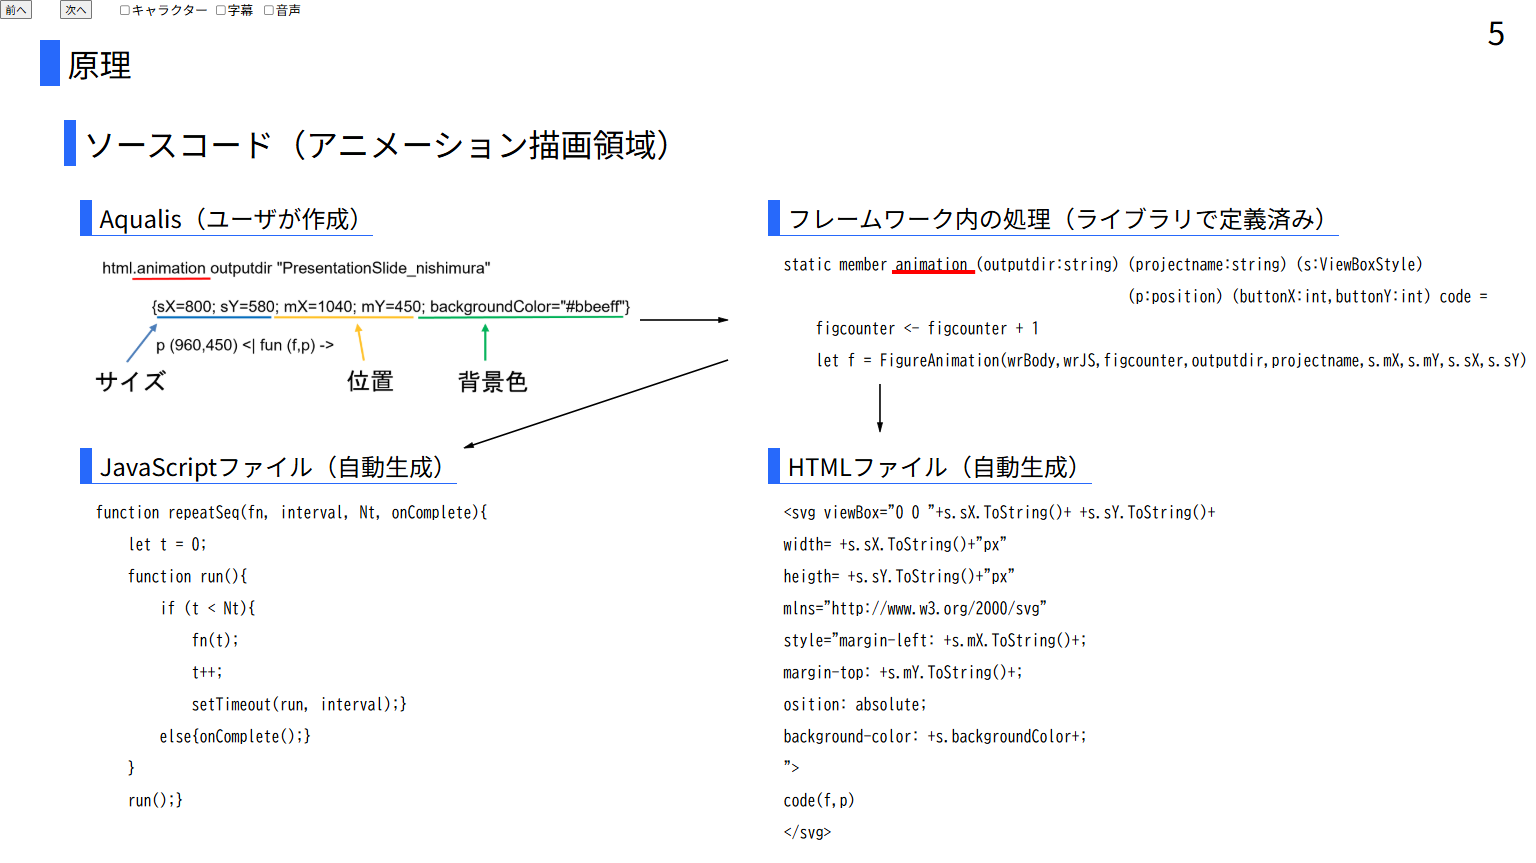 前へ 次へ キャラクター 字幕 音声
5
原理
ソースコード（アニメーション描画領域）
Aqualis（ユーザが作成）
html.animation outputdir "PresentationSlide_nishimura"
{sX=800; sY=580; mX=1040; mY=450; backgroundColor="#bbeeff"}
p (960,450) <| fun (f,p) ->
サイズ 位置 背景色
フレームワーク内の処理（ライブラリで定義済み）
static member animation (outputdir:string) (projectname:string) (s:ViewBoxStyle)
(p:position) (buttonX:int,buttonY:int) code =
figcounter <- figcounter + 1
let f = FigureAnimation(wrBody,wrJS,figcounter,outputdir,projectname,s.mX,s.mY,s.sX,s.sY)
JavaScriptファイル（自動生成）
function repeatSeq(fn, interval, Nt, onComplete){
let t = 0;
function run(){
if (t < Nt){
fn(t);
t++;
setTimeout(run, interval);}
else{onComplete();}
}
run();}
HTMLファイル（自動生成）
<svg viewBox=”0 0 ”+s.sX.ToString()+ +s.sY.ToString()+
width= +s.sX.ToString()+”px”
heigth= +s.sY.ToString()+”px”
mlns=”http://www.w3.org/2000/svg”
style=”margin-left: +s.mX.ToString()+;
margin-top: +s.mY.ToString()+;
osition: absolute;
background-color: +s.backgroundColor+;
”>
code(f,p)
</svg>